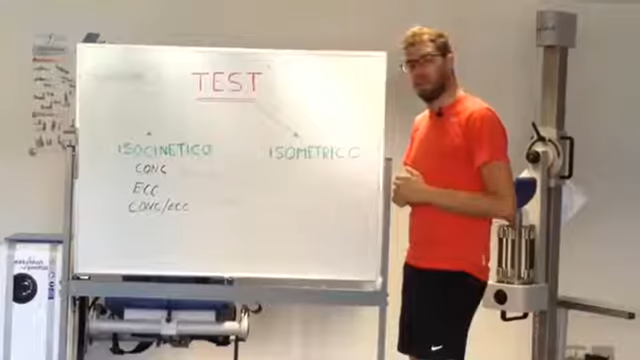 TEST
ISOCINETICO
ISOMETRICO
CONC
ECC
CONC/ECC